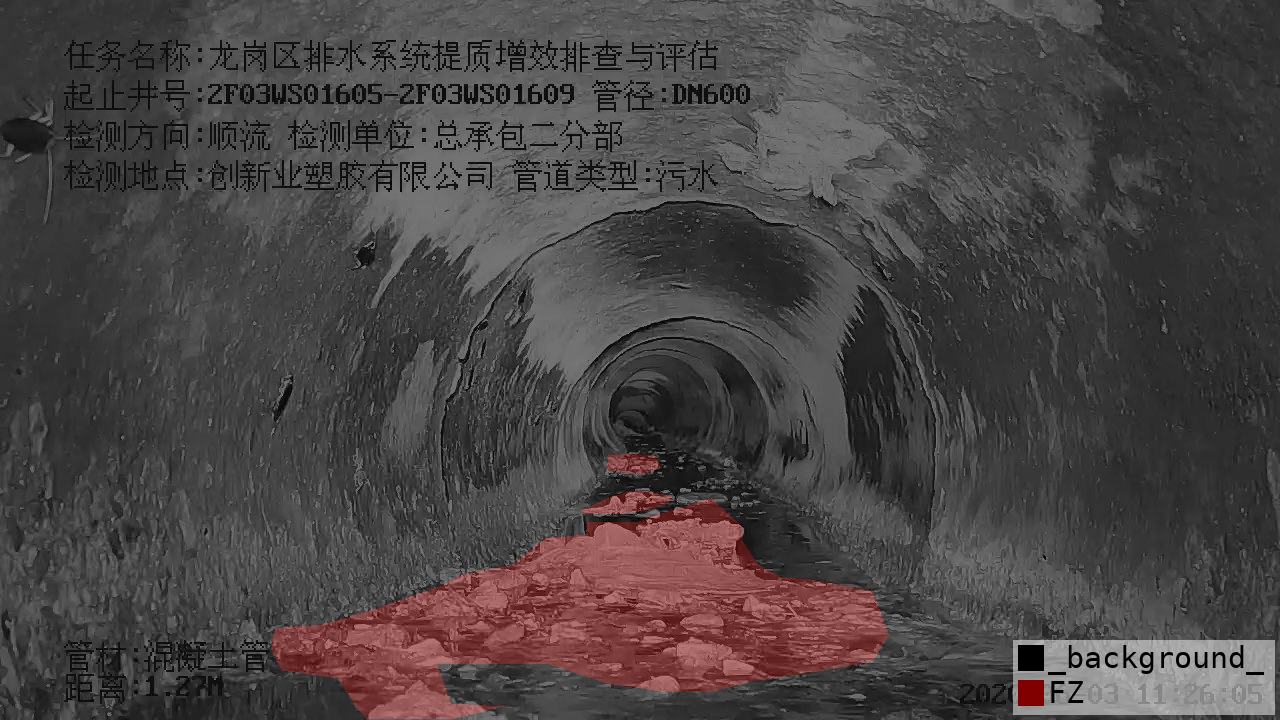 任务名称:龙岗区排水系统提质增效排查与评估
起止井号:ZF03WS01605-ZF03WS01609 管径:DN600
检测方向:顺流 检测单位:总承包二分部
检测地点:创新业塑胶有限公司 管道类型:污水
管材:混凝土管
距离:1.27M
_background_
FZ
03 11:26:05